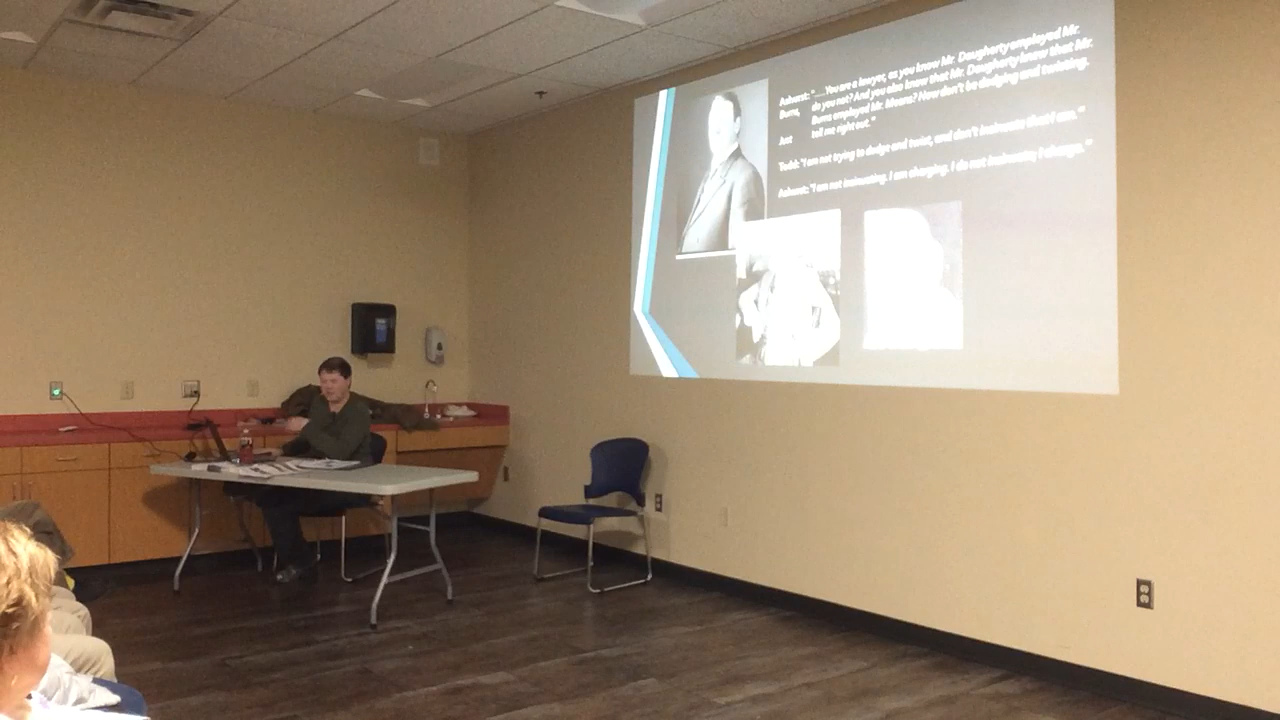 Ashurst: ".....You are a lawyer, as you know Mr. Daugherty employed Mr.
Burns, do you not? And you also know that Mr. Daugherty knew that Mr.
Burns employed Mr. Means? Now don't be dodging and twisting,
Just tell me right out."
Todd: "I am not trying to dodge and twist, and don't insinuate that I am."
Ashurst: "I am not insinuating. I am charging. I do not insinuate, I charge."